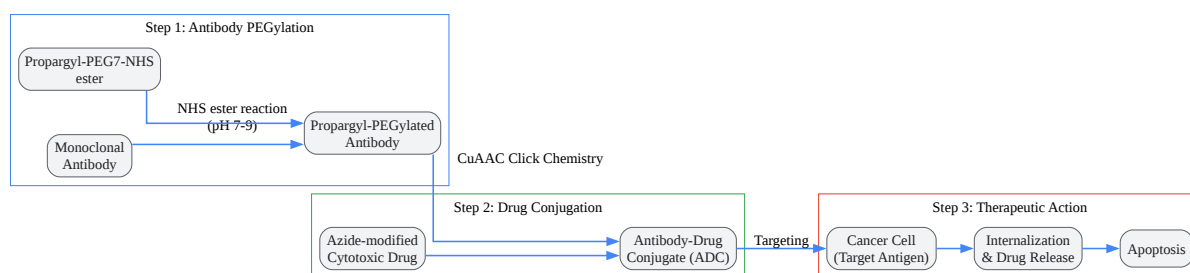 Step 1: Antibody PEGylation
Propargyl-PEG7-NHS
ester
NHS ester reaction
(pH 7-9)
Propargyl-PEGylated
Antibody
Monoclonal
Antibody
CuAAC Click Chemistry
Step 2: Drug Conjugation
Azide-modified
Cytotoxic Drug
Antibody-Drug
Conjugate (ADC)
Targeting
Step 3: Therapeutic Action
Cancer Cell
(Target Antigen)
Internalization
& Drug Release
Apoptosis